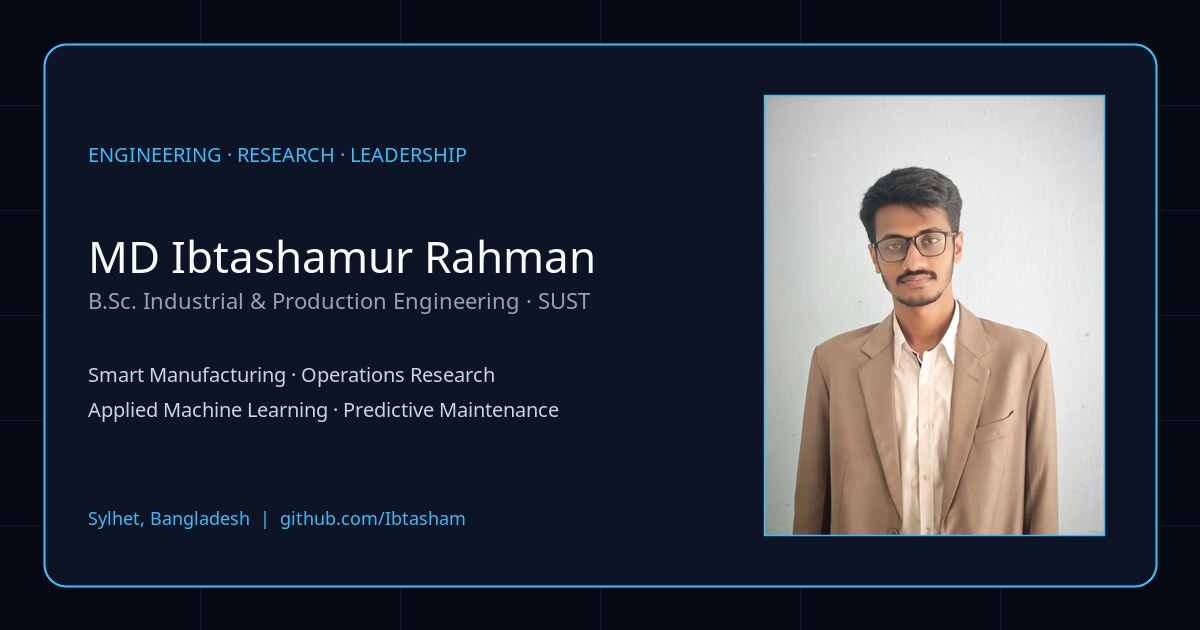 ENGINEERING · RESEARCH · LEADERSHIP
MD Ibtashamur Rahman
B.Sc. Industrial & Production Engineering · SUST
Smart Manufacturing · Operations Research
Applied Machine Learning · Predictive Maintenance
Sylhet, Bangladesh | github.com/Ibtasham